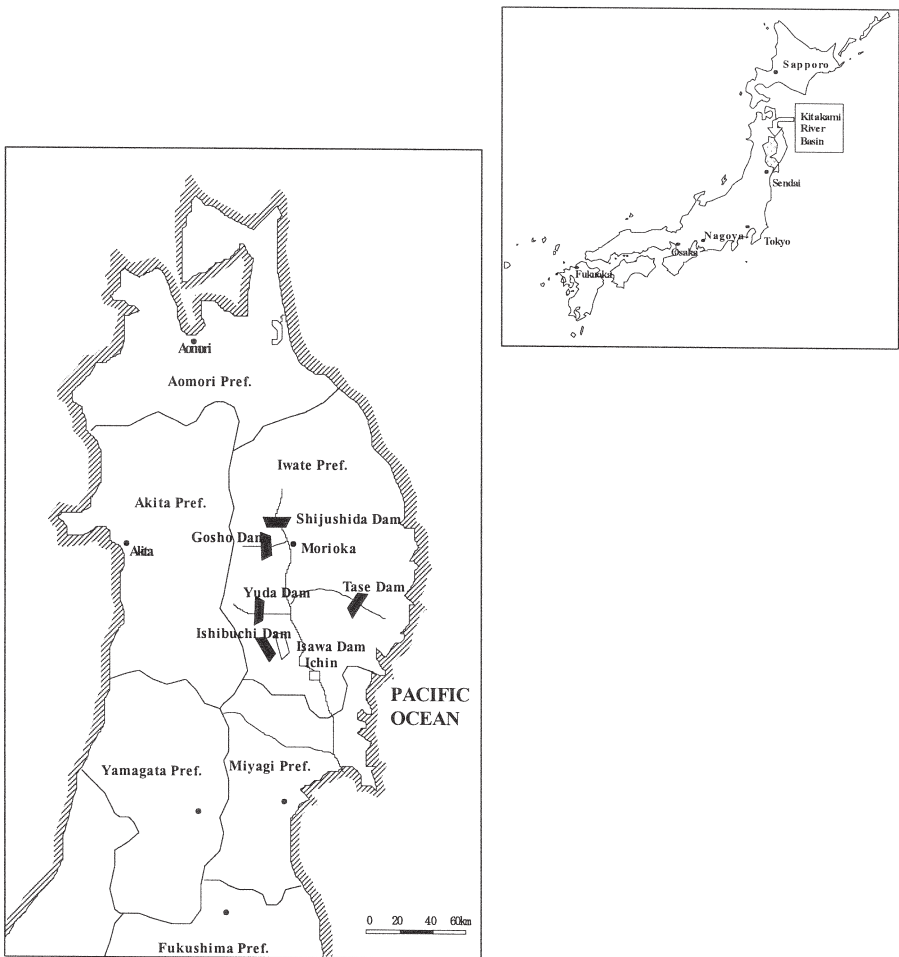 Sapporo
Kitakami
River
Basin
Sendai
Nagoya
Tokyo
Osaka
Fukuoka
Aomori
Aomori Pref.
Iwate Pref.
Akita Pref.
Shijushida Dam
Gosho Dam
Akita
Morioka
Yuda Dam
Tase Dam
Ishibuchi Dam
Isawa Dam
Ichin
PACIFIC
OCEAN
Yamagata Pref.
Miyagi Pref.
0 20 40 60km
Fukushima Pref.